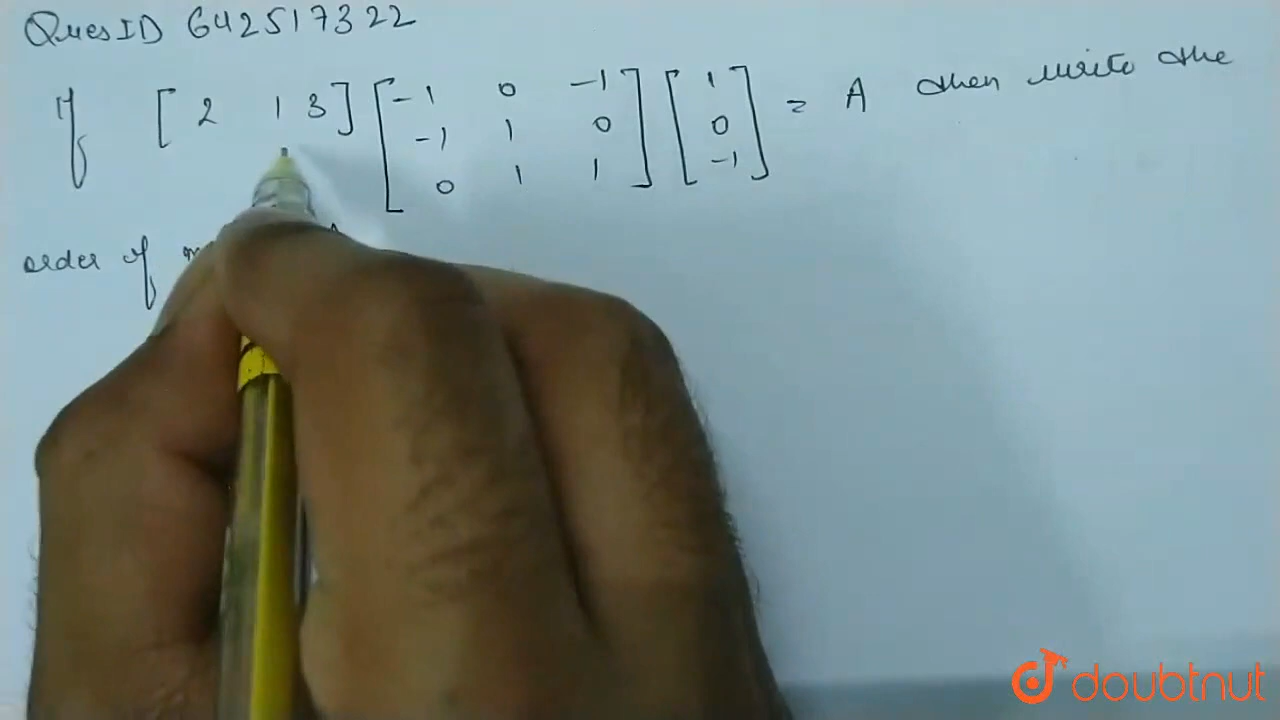 QuesID 642517322
If [2 1 3] [-1 0 -1 -1 1 0 0 1 1] [1 0 -1] = A then write the
order of
doubtnut